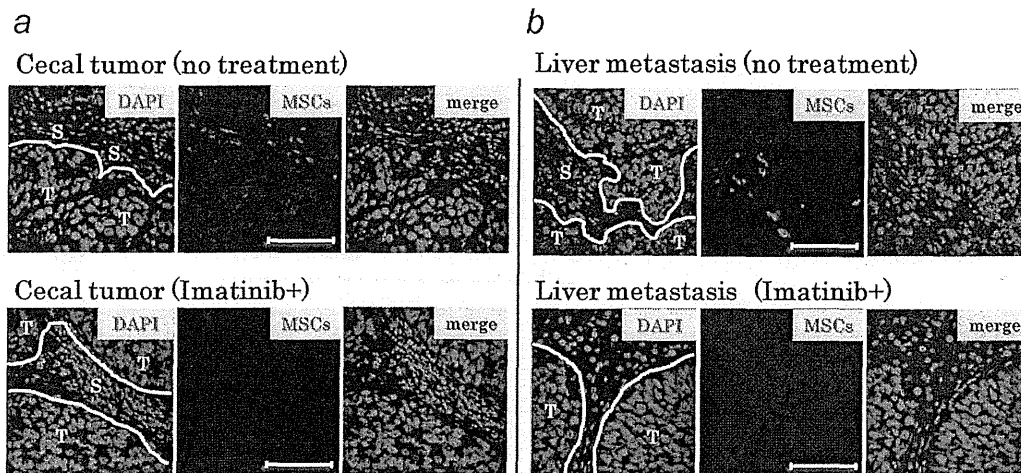 a
Cecal tumor (no treatment)
DAPI
MSCs
merge
S
S
T
T
Cecal tumor (Imatinib+)
DAPI
MSCs
merge
T
T
S
T
b
Liver metastasis (no treatment)
DAPI
MSCs
merge
T
T
S
T
T
Liver metastasis (Imatinib+)
DAPI
MSCs
merge
T
T